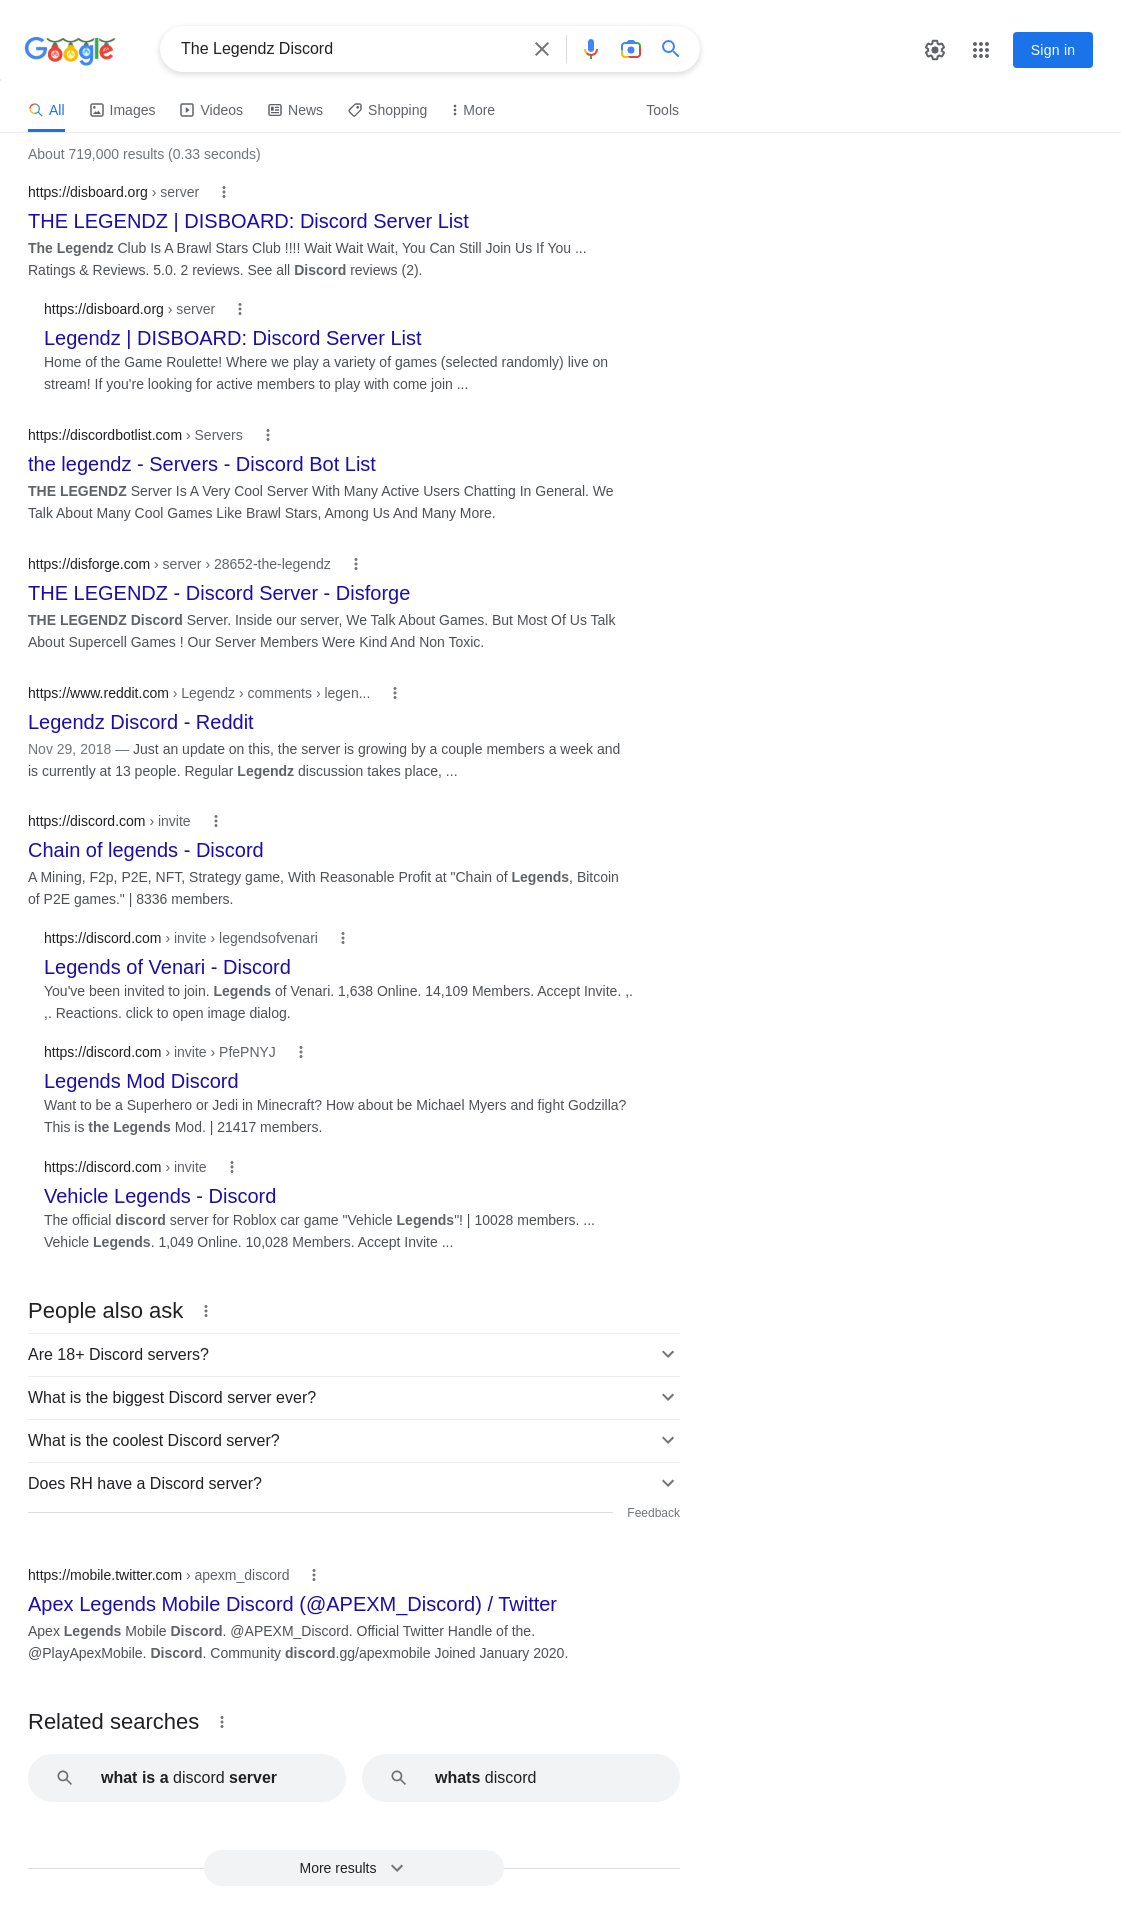 Google
The Legendz Discord
Sign in
All
Images
Videos
News
Shopping
More
Tools
About 719,000 results (0.33 seconds)
https://disboard.org › server
THE LEGENDZ | DISBOARD: Discord Server List
The Legendz Club Is A Brawl Stars Club !!!! Wait Wait Wait, You Can Still Join Us If You ...
Ratings & Reviews. 5.0. 2 reviews. See all Discord reviews (2).
https://disboard.org › server
Legendz | DISBOARD: Discord Server List
Home of the Game Roulette! Where we play a variety of games (selected randomly) live on
stream! If you're looking for active members to play with come join ...
https://discordbotlist.com › Servers
the legendz - Servers - Discord Bot List
THE LEGENDZ Server Is A Very Cool Server With Many Active Users Chatting In General. We
Talk About Many Cool Games Like Brawl Stars, Among Us And Many More.
https://disforge.com › server › 28652-the-legendz
THE LEGENDZ - Discord Server - Disforge
THE LEGENDZ Discord Server. Inside our server, We Talk About Games. But Most Of Us Talk
About Supercell Games ! Our Server Members Were Kind And Non Toxic.
https://www.reddit.com › Legendz › comments › legen...
Legendz Discord - Reddit
Nov 29, 2018 — Just an update on this, the server is growing by a couple members a week and
is currently at 13 people. Regular Legendz discussion takes place, ...
https://discord.com › invite
Chain of legends - Discord
A Mining, F2p, P2E, NFT, Strategy game, With Reasonable Profit at "Chain of Legends, Bitcoin
of P2E games." | 8336 members.
https://discord.com › invite › legendsofvenari
Legends of Venari - Discord
You've been invited to join. Legends of Venari. 1,638 Online. 14,109 Members. Accept Invite. ,.
,. Reactions. click to open image dialog.
https://discord.com › invite › PfePNYJ
Legends Mod Discord
Want to be a Superhero or Jedi in Minecraft? How about be Michael Myers and fight Godzilla?
This is the Legends Mod. | 21417 members.
https://discord.com › invite
Vehicle Legends - Discord
The official discord server for Roblox car game "Vehicle Legends"! | 10028 members. ...
Vehicle Legends. 1,049 Online. 10,028 Members. Accept Invite ...
People also ask
Are 18+ Discord servers?
What is the biggest Discord server ever?
What is the coolest Discord server?
Does RH have a Discord server?
Feedback
https://mobile.twitter.com › apexm_discord
Apex Legends Mobile Discord (@APEXM_Discord) / Twitter
Apex Legends Mobile Discord. @APEXM_Discord. Official Twitter Handle of the.
@PlayApexMobile. Discord. Community discord.gg/apexmobile Joined January 2020.
Related searches
what is a discord server
whats discord
More results